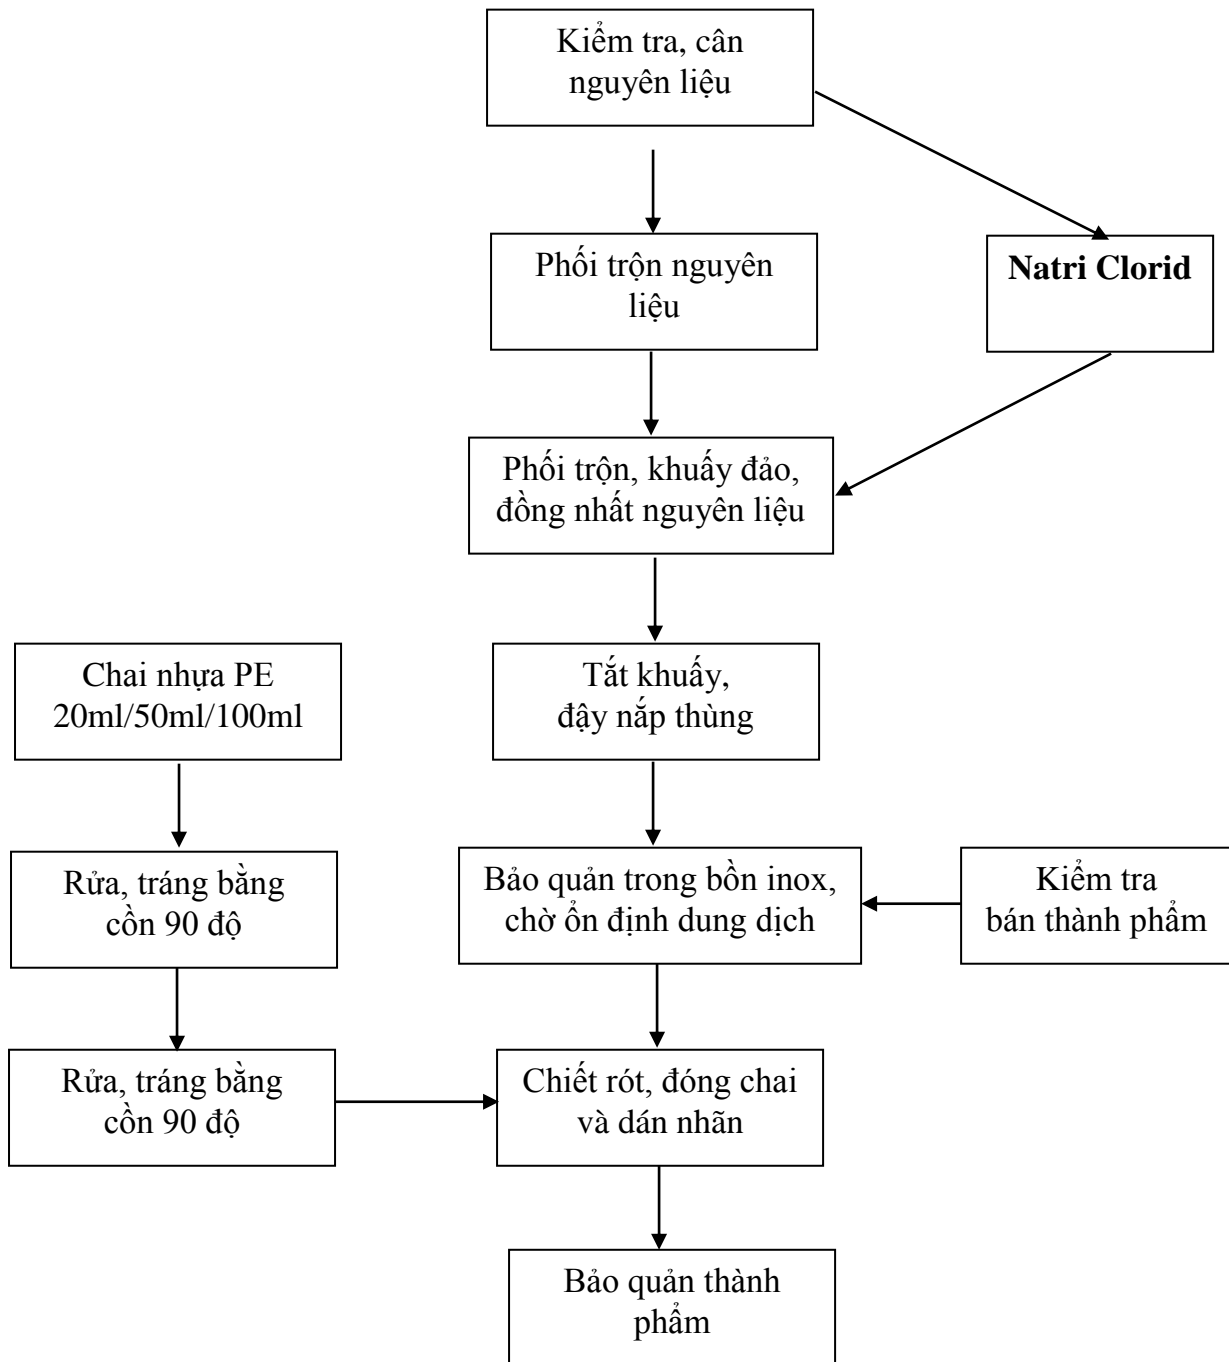 Kiểm tra, cân
nguyên liệu
Phối trộn nguyên
liệu
Natri Clorid
Phối trộn, khuấy đảo,
đồng nhất nguyên liệu
Chai nhựa PE
20ml/50ml/100ml
Tắt khuấy,
đậy nắp thùng
Rửa, tráng bằng
cồn 90 độ
Bảo quản trong bồn inox,
chờ ổn định dung dịch
Kiểm tra
bán thành phẩm
Rửa, tráng bằng
cồn 90 độ
Chiết rót, đóng chai
và dán nhãn
Bảo quản thành
phẩm